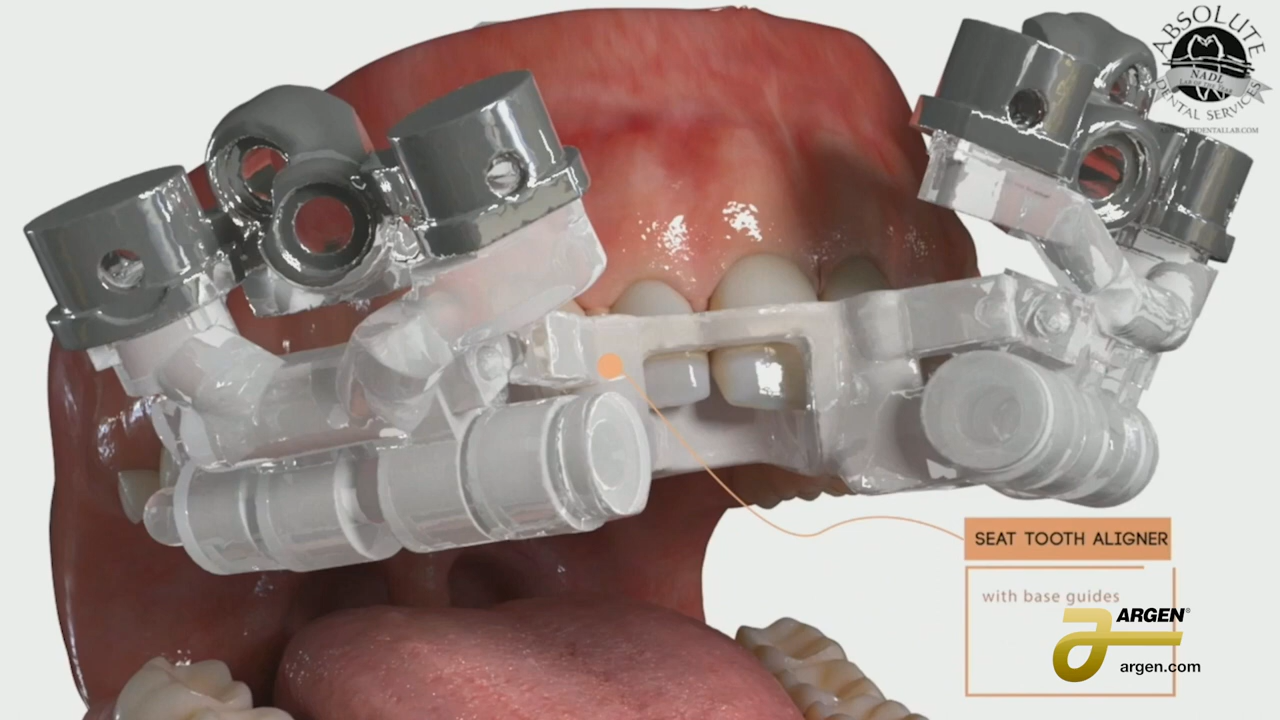 ABSOLUTE
NADL
DENTAL SERVICES
SEAT TOOTH ALIGNER
with base guides
ARGEN®
argen.com